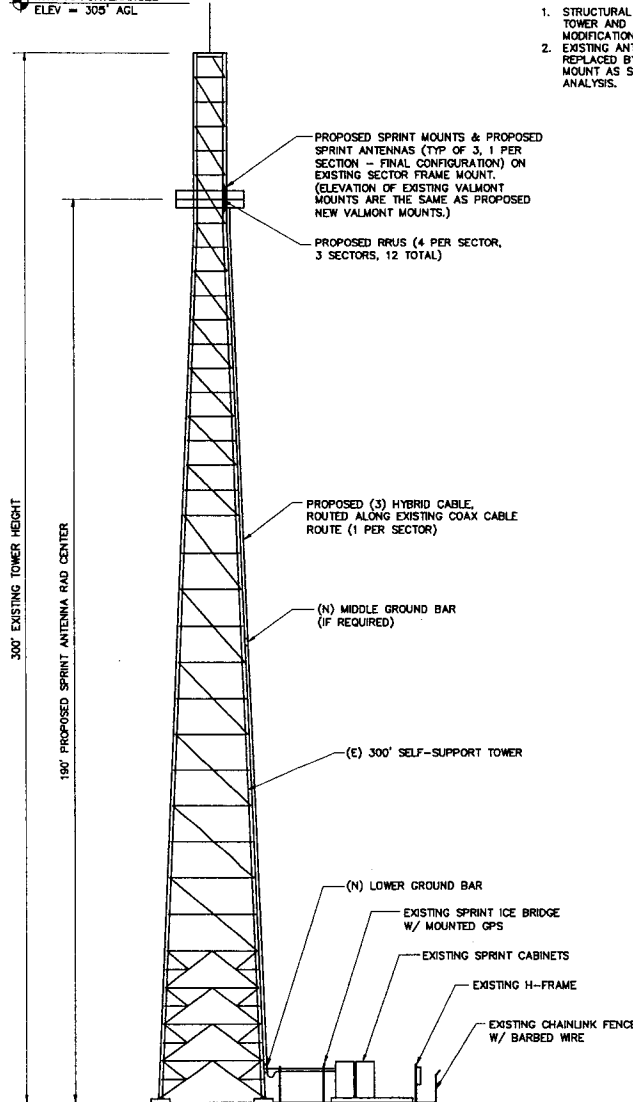 ELEV = 305' AGL
1. STRUCTURAL
TOWER AND
MODIFICATION
2. EXISTING ANT
REPLACED BY
MOUNT AS S
ANALYSIS.
PROPOSED SPRINT MOUNTS & PROPOSED
SPRINT ANTENNAS (TYP OF 3, 1 PER
SECTION - FINAL CONFIGURATION) ON
EXISTING SECTOR FRAME MOUNT.
(ELEVATION OF EXISTING VALMONT
MOUNTS ARE THE SAME AS PROPOSED
NEW VALMONT MOUNTS.)
PROPOSED RRUS (4 PER SECTOR,
3 SECTORS, 12 TOTAL)
300' EXISTING TOWER HEIGHT
190' PROPOSED SPRINT ANTENNA RAD CENTER
PROPOSED (3) HYBRID CABLE,
ROUTED ALONG EXISTING COAX CABLE
ROUTE (1 PER SECTOR)
(N) MIDDLE GROUND BAR
(IF REQUIRED)
(E) 300' SELF-SUPPORT TOWER
(N) LOWER GROUND BAR
EXISTING SPRINT ICE BRIDGE
W/ MOUNTED GPS
EXISTING SPRINT CABINETS
EXISTING H-FRAME
EXISTING CHAINLINK FENCE
W/ BARBED WIRE